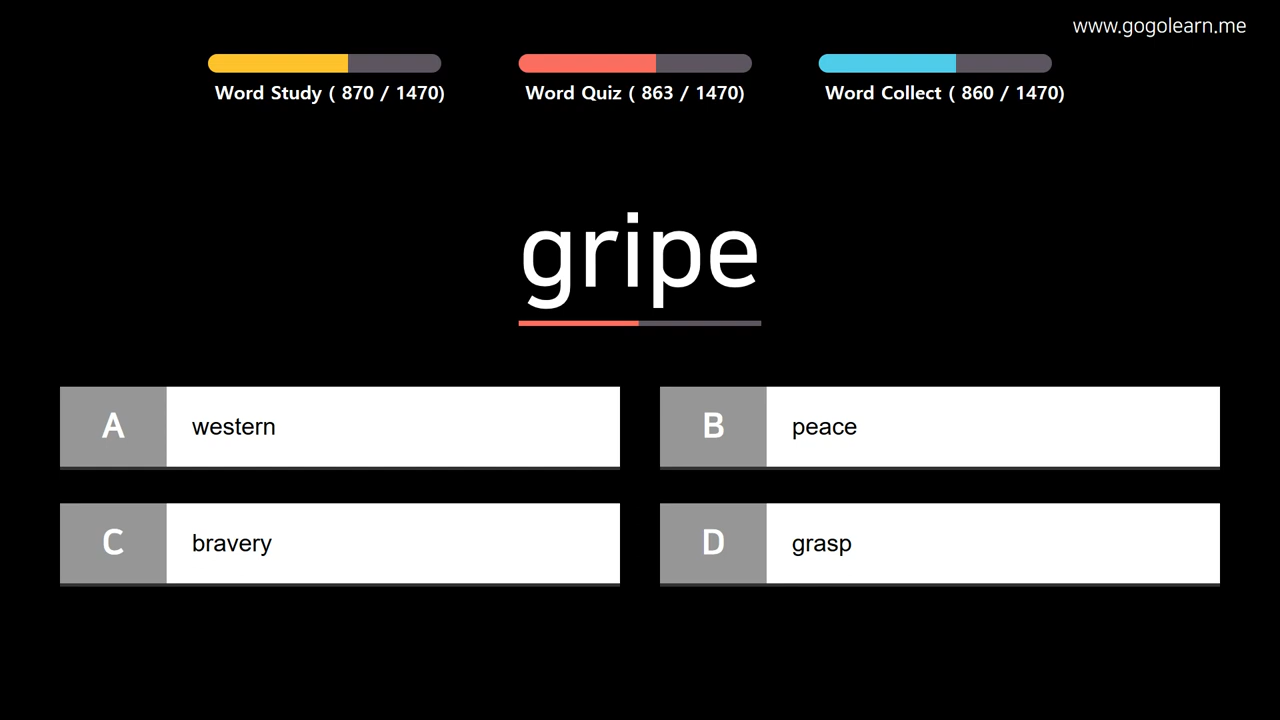 www.gogolearn.me
Word Study ( 870 / 1470)
Word Quiz ( 863 / 1470)
Word Collect ( 860 / 1470)
gripe
A western
B peace
C bravery
D grasp